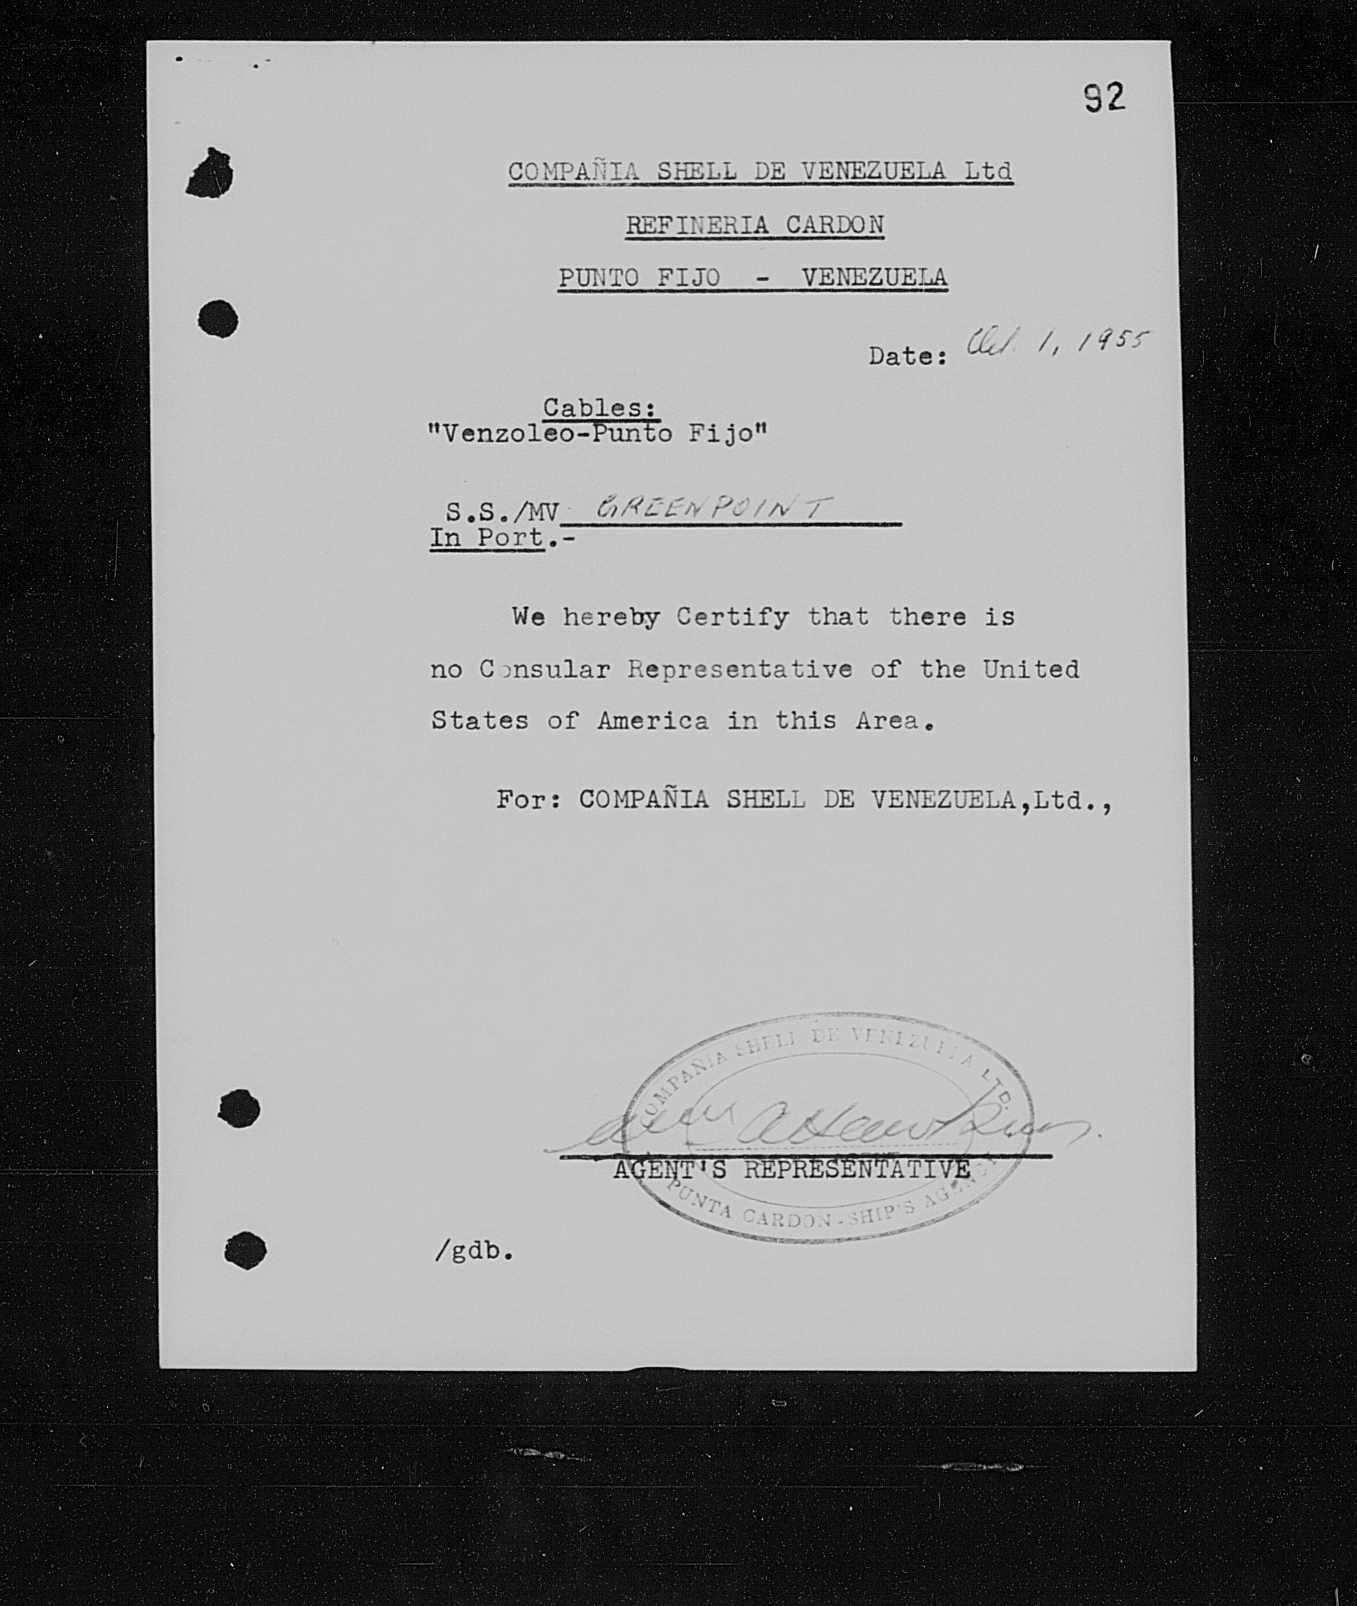 92
COMPAÑIA SHELL DE VENEZUELA Ltd
REFINERIA CARDON
PUNTO FIJO - VENEZUELA
Date: Oct. 1, 1955
Cables:
"Venzoleo-Punto Fijo"
S.S./MV GREENPOINT
In Port.-
We hereby Certify that there is
no Consular Representative of the United
States of America in this Area.
For: COMPAÑIA SHELL DE VENEZUELA,Ltd.,
COMPAÑIA SHELL DE VENEZUELA LTD.
AGENT'S REPRESENTATIVE
PUNTA CARDON-SHIP'S AGENCY
/gdb.